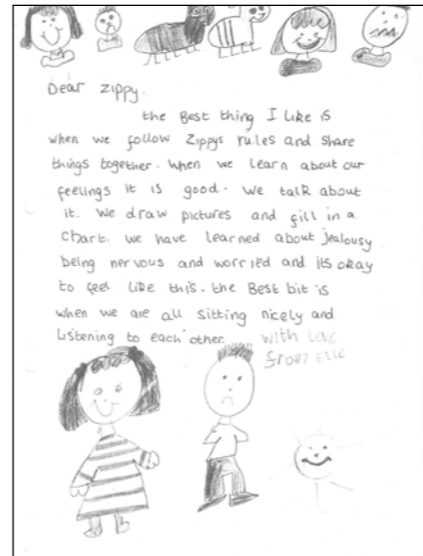 Dear Zippy.
the Best thing I Like is
when we follow Zippys rules and share
things together. When we learn about our
feelings it is good. We talk about
it. We draw pictures and fill in a
chart. We have learned about jealousy
being nervous and worried and its okay
to feel like this. the Best bit is
when we are all sitting nicely and
Listening to each other. with Love
from Elle